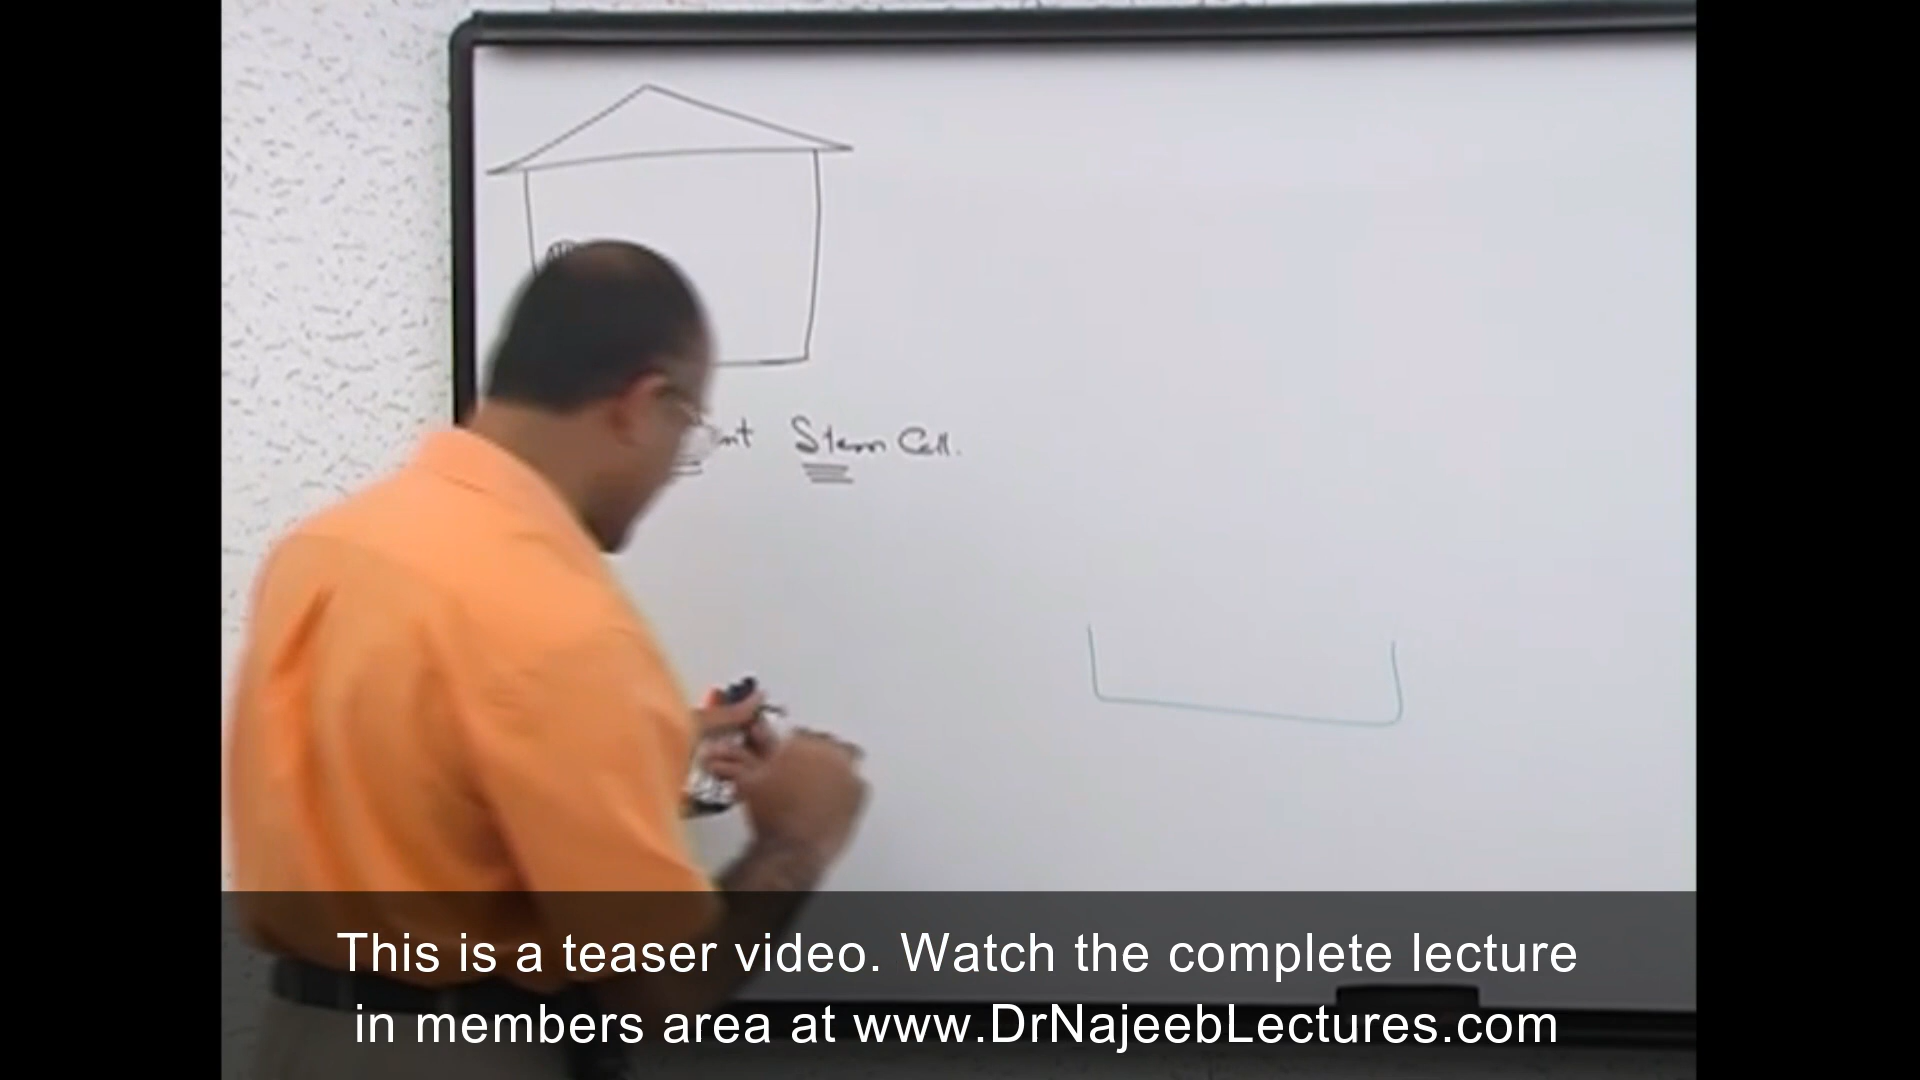 nt Stem Cell.
This is a teaser video. Watch the complete lecture
in members area at www.DrNajeebLectures.com